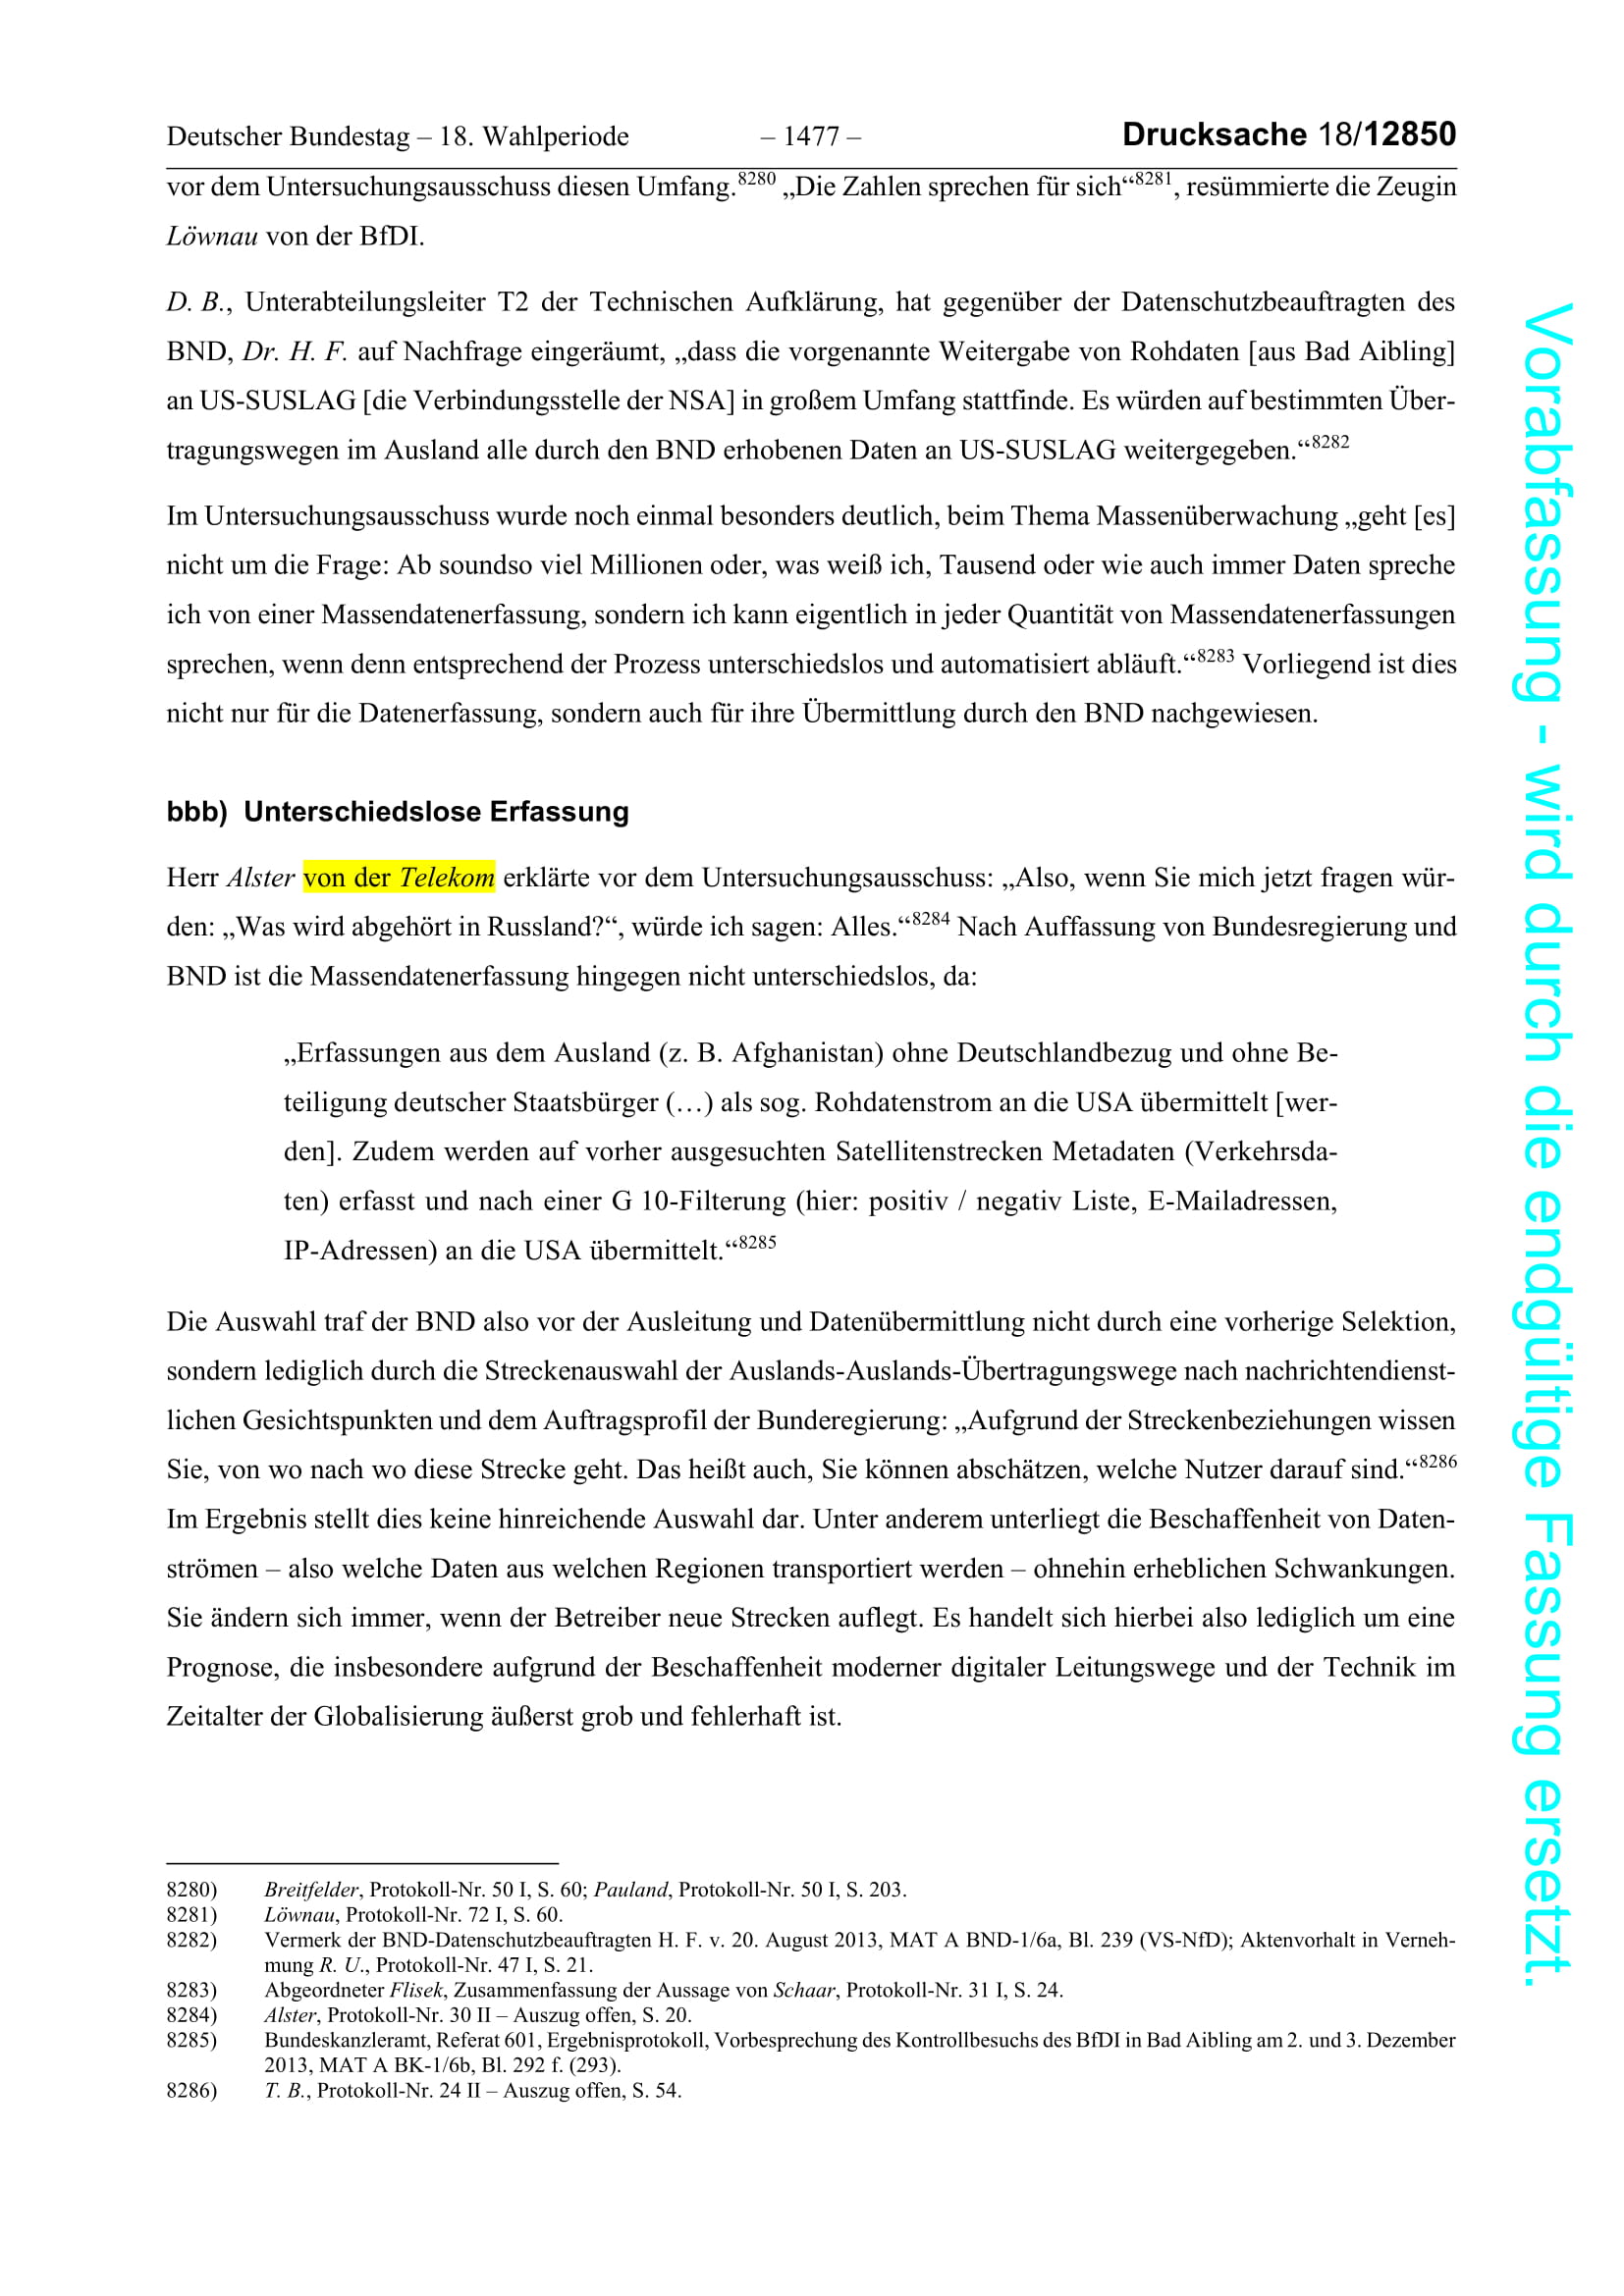 Deutscher Bundestag – 18. Wahlperiode – 1477 – Drucksache 18/12850
vor dem Untersuchungsausschuss diesen Umfang.8280 „Die Zahlen sprechen für sich“8281, resümmierte die Zeugin
Löwnau von der BfDI.
D. B., Unterabteilungsleiter T2 der Technischen Aufklärung, hat gegenüber der Datenschutzbeauftragten des
BND, Dr. H. F. auf Nachfrage eingeräumt, „dass die vorgenannte Weitergabe von Rohdaten [aus Bad Aibling]
an US-SUSLAG [die Verbindungsstelle der NSA] in großem Umfang stattfinde. Es würden auf bestimmten Über-
tragungswegen im Ausland alle durch den BND erhobenen Daten an US-SUSLAG weitergegeben.“8282
Im Untersuchungsausschuss wurde noch einmal besonders deutlich, beim Thema Massenüberwachung „geht [es]
nicht um die Frage: Ab soundso viel Millionen oder, was weiß ich, Tausend oder wie auch immer Daten spreche
ich von einer Massendatenerfassung, sondern ich kann eigentlich in jeder Quantität von Massendatenerfassungen
sprechen, wenn denn entsprechend der Prozess unterschiedslos und automatisiert abläuft.“8283 Vorliegend ist dies
nicht nur für die Datenerfassung, sondern auch für ihre Übermittlung durch den BND nachgewiesen.
bbb) Unterschiedslose Erfassung
Herr Alster von der Telekom erklärte vor dem Untersuchungsausschuss: „Also, wenn Sie mich jetzt fragen wür-
den: „Was wird abgehört in Russland?“, würde ich sagen: Alles.“8284 Nach Auffassung von Bundesregierung und
BND ist die Massendatenerfassung hingegen nicht unterschiedslos, da:
„Erfassungen aus dem Ausland (z. B. Afghanistan) ohne Deutschlandbezug und ohne Be-
teiligung deutscher Staatsbürger (…) als sog. Rohdatenstrom an die USA übermittelt [wer-
den]. Zudem werden auf vorher ausgesuchten Satellitenstrecken Metadaten (Verkehrsda-
ten) erfasst und nach einer G 10-Filterung (hier: positiv / negativ Liste, E-Mailadressen,
IP-Adressen) an die USA übermittelt.“8285
Die Auswahl traf der BND also vor der Ausleitung und Datenübermittlung nicht durch eine vorherige Selektion,
sondern lediglich durch die Streckenauswahl der Auslands-Auslands-Übertragungswege nach nachrichtendienst-
lichen Gesichtspunkten und dem Auftragsprofil der Bunderegierung: „Aufgrund der Streckenbeziehungen wissen
Sie, von wo nach wo diese Strecke geht. Das heißt auch, Sie können abschätzen, welche Nutzer darauf sind.“8286
Im Ergebnis stellt dies keine hinreichende Auswahl dar. Unter anderem unterliegt die Beschaffenheit von Daten-
strömen – also welche Daten aus welchen Regionen transportiert werden – ohnehin erheblichen Schwankungen.
Sie ändern sich immer, wenn der Betreiber neue Strecken auflegt. Es handelt sich hierbei also lediglich um eine
Prognose, die insbesondere aufgrund der Beschaffenheit moderner digitaler Leitungswege und der Technik im
Zeitalter der Globalisierung äußerst grob und fehlerhaft ist.
8280) Breitfelder, Protokoll-Nr. 50 I, S. 60; Pauland, Protokoll-Nr. 50 I, S. 203.
8281) Löwnau, Protokoll-Nr. 72 I, S. 60.
8282) Vermerk der BND-Datenschutzbeauftragten H. F. v. 20. August 2013, MAT A BND-1/6a, Bl. 239 (VS-NfD); Aktenvorhalt in Verneh-
mung R. U., Protokoll-Nr. 47 I, S. 21.
8283) Abgeordneter Flisek, Zusammenfassung der Aussage von Schaar, Protokoll-Nr. 31 I, S. 24.
8284) Alster, Protokoll-Nr. 30 II – Auszug offen, S. 20.
8285) Bundeskanzleramt, Referat 601, Ergebnisprotokoll, Vorbesprechung des Kontrollbesuchs des BfDI in Bad Aibling am 2. und 3. Dezember
2013, MAT A BK-1/6b, Bl. 292 f. (293).
8286) T. B., Protokoll-Nr. 24 II – Auszug offen, S. 54.
Vorabfassung - wird durch die endgültige Fassung ersetzt.